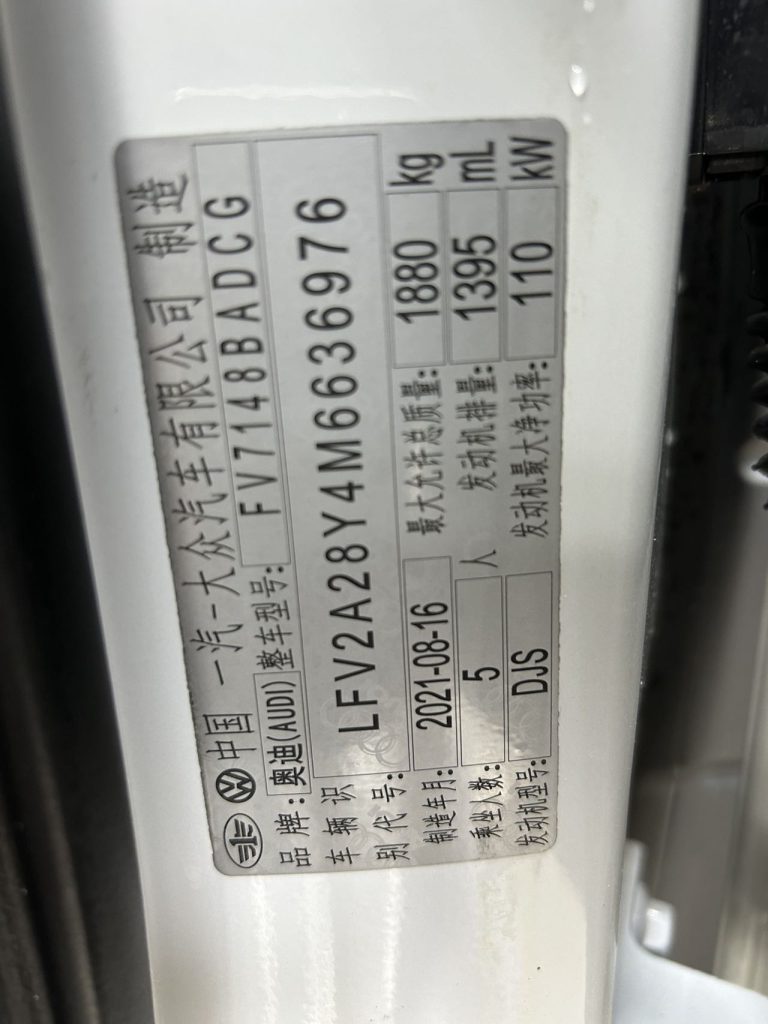 中国 一汽-大众汽车有限公司 制造
品牌: 奥迪(AUDI) 整车型号: FV7148BADCG
车辆识别代号: LFV2A28Y4M6636976
制造年月: 2021-08-16 最大允许总质量: 1880 kg
乘坐人数: 5 人 发动机排量: 1395 mL
发动机型号: DJS 发动机最大净功率: 110 kW